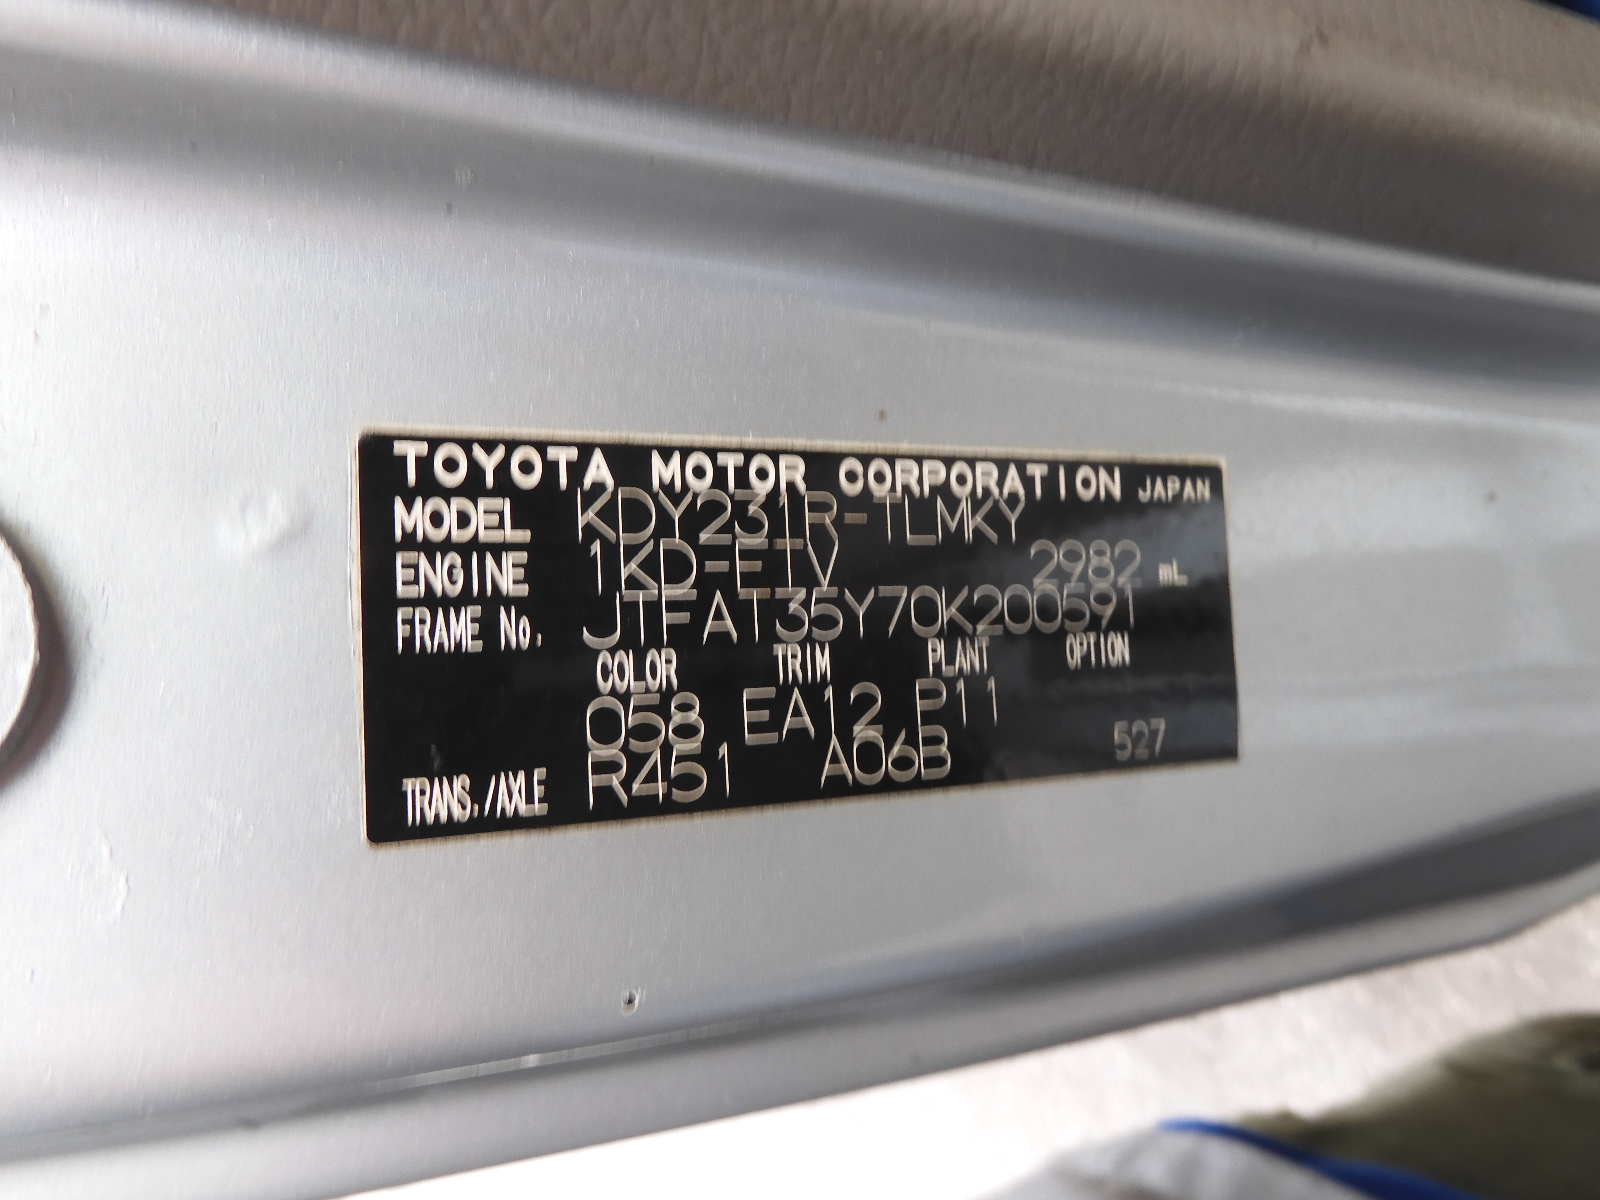 TOYOTA MOTOR CORPORATION JAPAN
MODEL KDY231R-TLMKY
ENGINE 1KD-FTV 2982 mL
FRAME No. JTFAT35Y70K200591
COLOR TRIM PLANT OPTION
058 EA12 P11
TRANS./AXLE R451 A06B 527